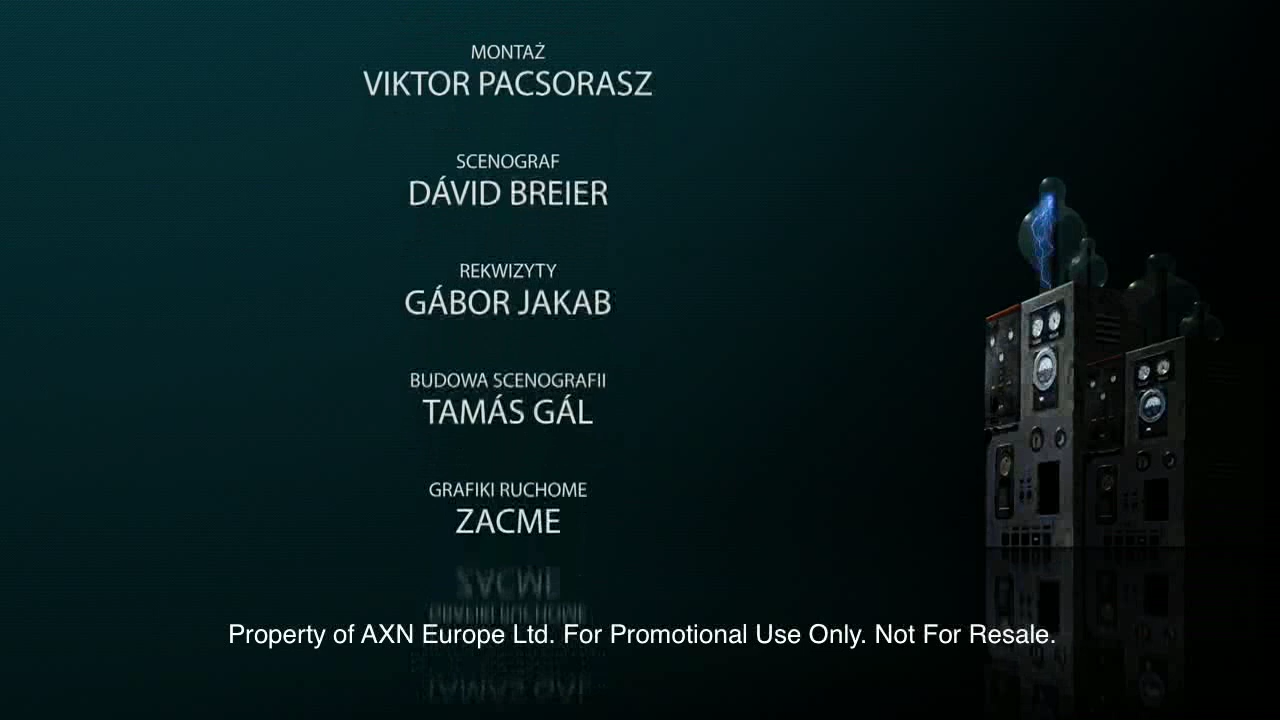 MONTAŻ
VIKTOR PACSORASZ
SCENOGRAF
DÁVID BREIER
REKWIZYTY
GÁBOR JAKAB
BUDOWA SCENOGRAFII
TAMÁS GÁL
GRAFIKI RUCHOME
ZACME
Property of AXN Europe Ltd. For Promotional Use Only. Not For Resale.